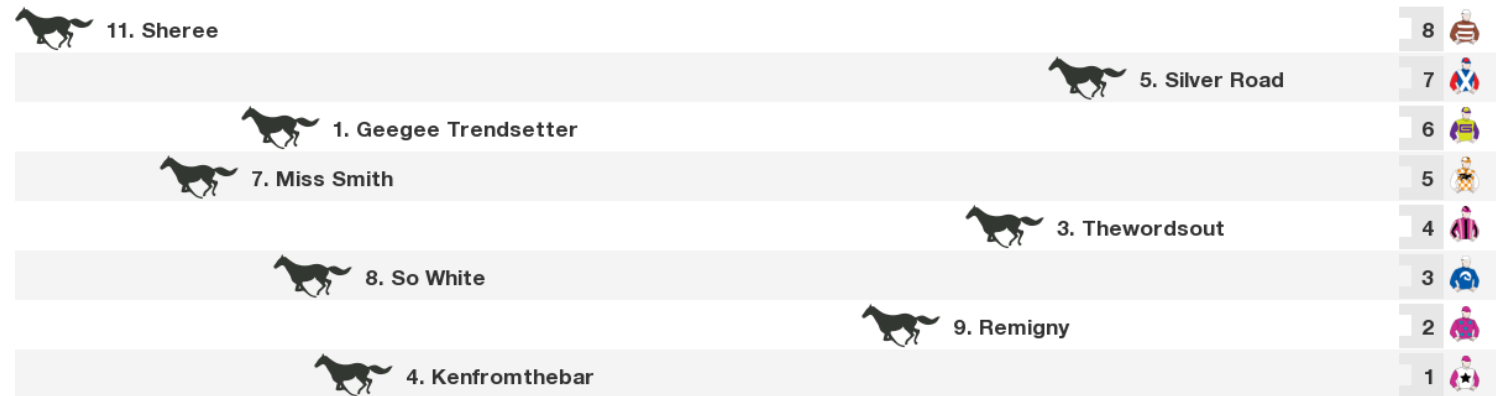 11. Sheree 8
5. Silver Road 7
1. Geegee Trendsetter 6
7. Miss Smith 5
3. Thewordsout 4
8. So White 3
9. Remigny 2
4. Kenfromthebar 1